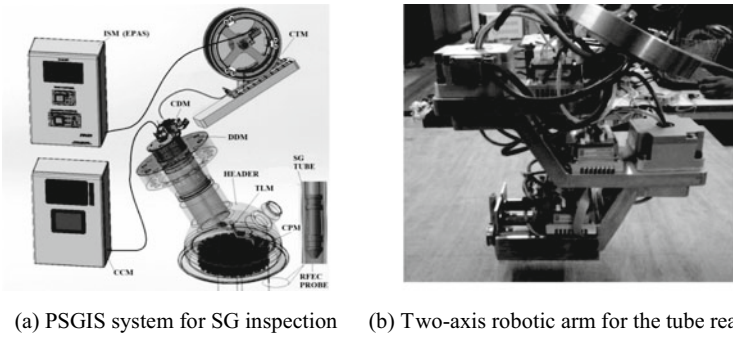 ISM (EPAS)
CTM
CDM
DDM
HEADER
SG
TUBE
TLM
CPM
CCM
RFEC
PROBE
(a) PSGIS system for SG inspection
(b) Two-axis robotic arm for the tube rea